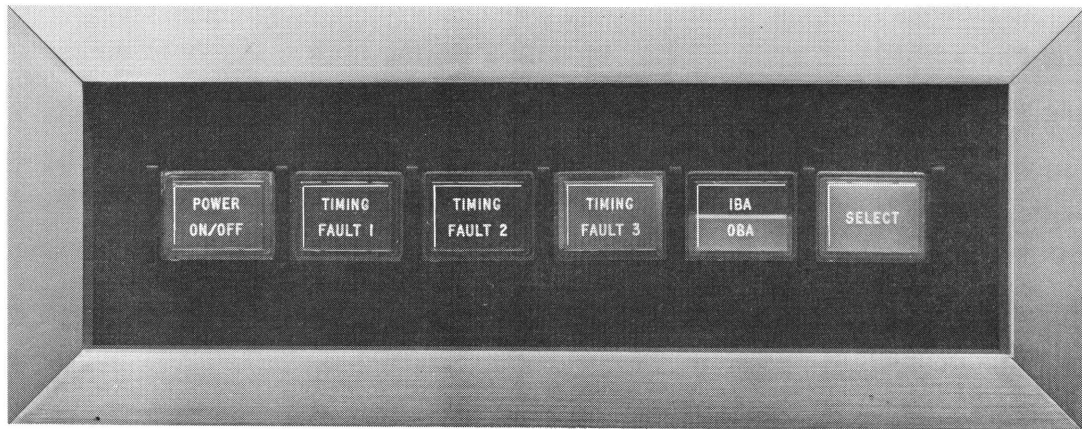 POWER
ON/OFF
TIMING
FAULT 1
TIMING
FAULT 2
TIMING
FAULT 3
IBA
OBA
SELECT